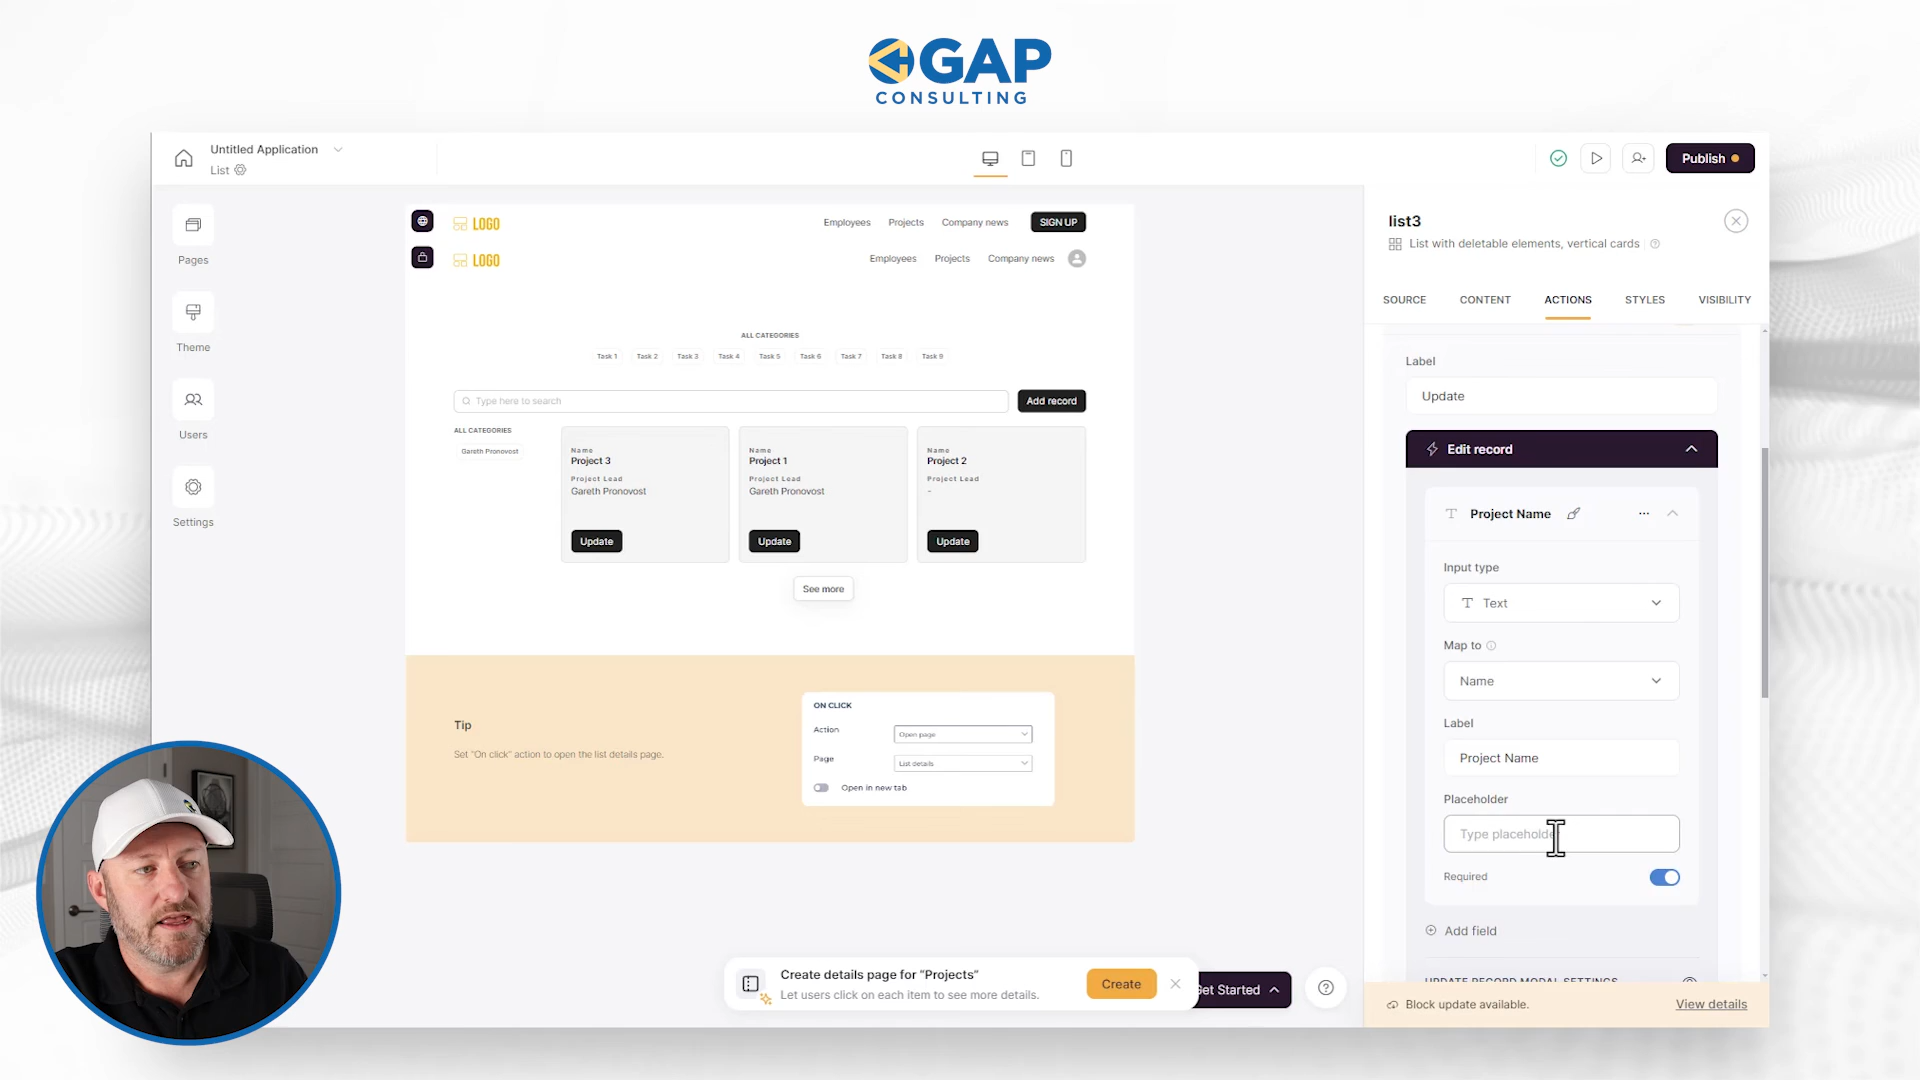 GAP
CONSULTING
Untitled Application
List
Publish
Pages
Theme
Users
Settings
LOGO
Employees Projects Company news SIGN UP
LOGO
Employees Projects Company news
ALL CATEGORIES
Task 1 Task 2 Task 3 Task 4 Task 5 Task 6 Task 7 Task 8 Task 9
Type here to search
Add record
ALL CATEGORIES
Gareth Pronovost
Name
Project 3
Project Lead
Gareth Pronovost
Update
Name
Project 1
Project Lead
Gareth Pronovost
Update
Name
Project 2
Project Lead
-
Update
See more
Tip
Set "On click" action to open the list details page.
ON CLICK
Action Open page
Page List details
Open in new tab
Create details page for "Projects"
Let users click on each item to see more details.
Create
Get Started
list3
List with deletable elements, vertical cards
SOURCE CONTENT ACTIONS STYLES VISIBILITY
Label
Update
Edit record
Project Name
Input type
Text
Map to
Name
Label
Project Name
Placeholder
Type placeholder
Required
Add field
UPDATE RECORD MODAL SETTINGS
Block update available.
View details